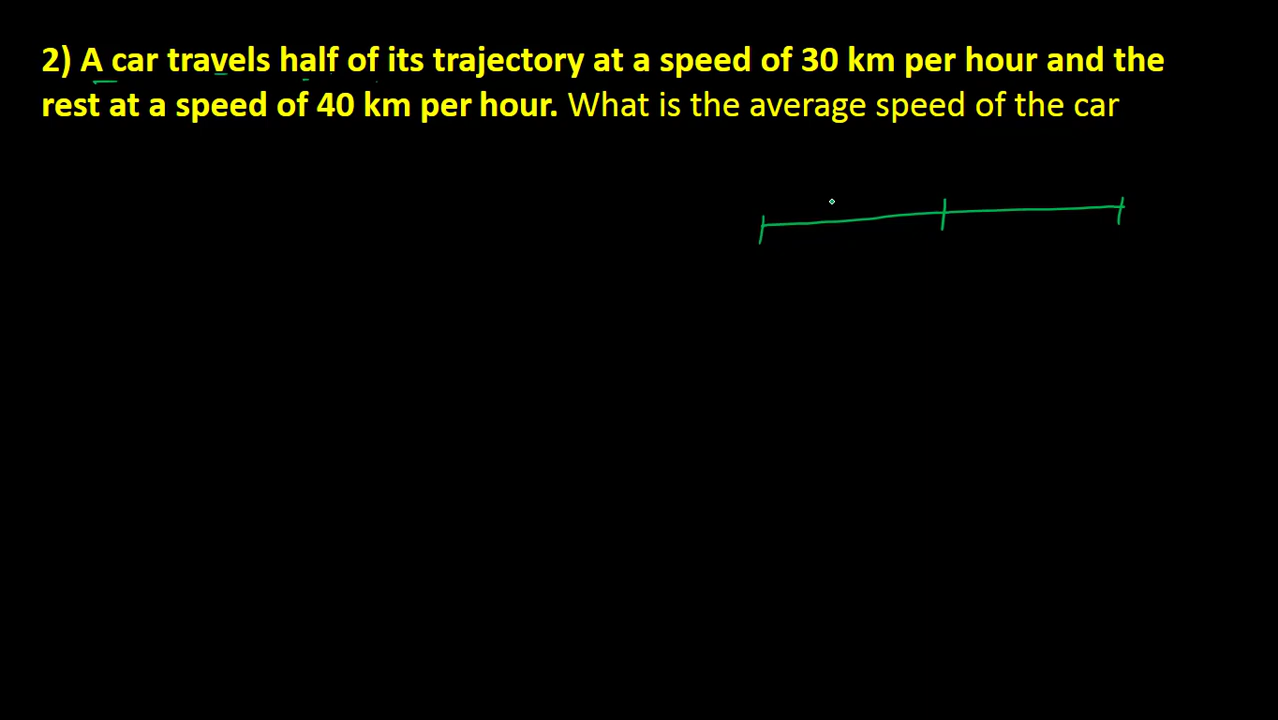 2) A car travels half of its trajectory at a speed of 30 km per hour and the
rest at a speed of 40 km per hour. What is the average speed of the car